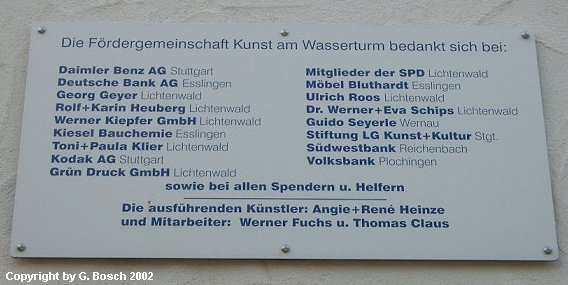 Die Fördergemeinschaft Kunst am Wasserturm bedankt sich bei:
Daimler Benz AG Stuttgart
Deutsche Bank AG Esslingen
Georg Geyer Lichtenwald
Rolf+Karin Heuberg Lichtenwald
Werner Kiepfer GmbH Lichtenwald
Kiesel Bauchemie Esslingen
Toni+Paula Klier Lichtenwald
Kodak AG Stuttgart
Grün Druck GmbH Lichtenwald
Mitglieder der SPD Lichtenwald
Möbel Bluthardt Esslingen
Ulrich Roos Lichtenwald
Dr. Werner+Eva Schips Lichtenwald
Guido Seyerle Wernau
Stiftung LG Kunst+Kultur Stgt.
Südwestbank Reichenbach
Volksbank Plochingen
sowie bei allen Spendern u. Helfern
Die ausführenden Künstler: Angie+René Heinze
und Mitarbeiter: Werner Fuchs u. Thomas Claus
Copyright by G. Bosch 2002